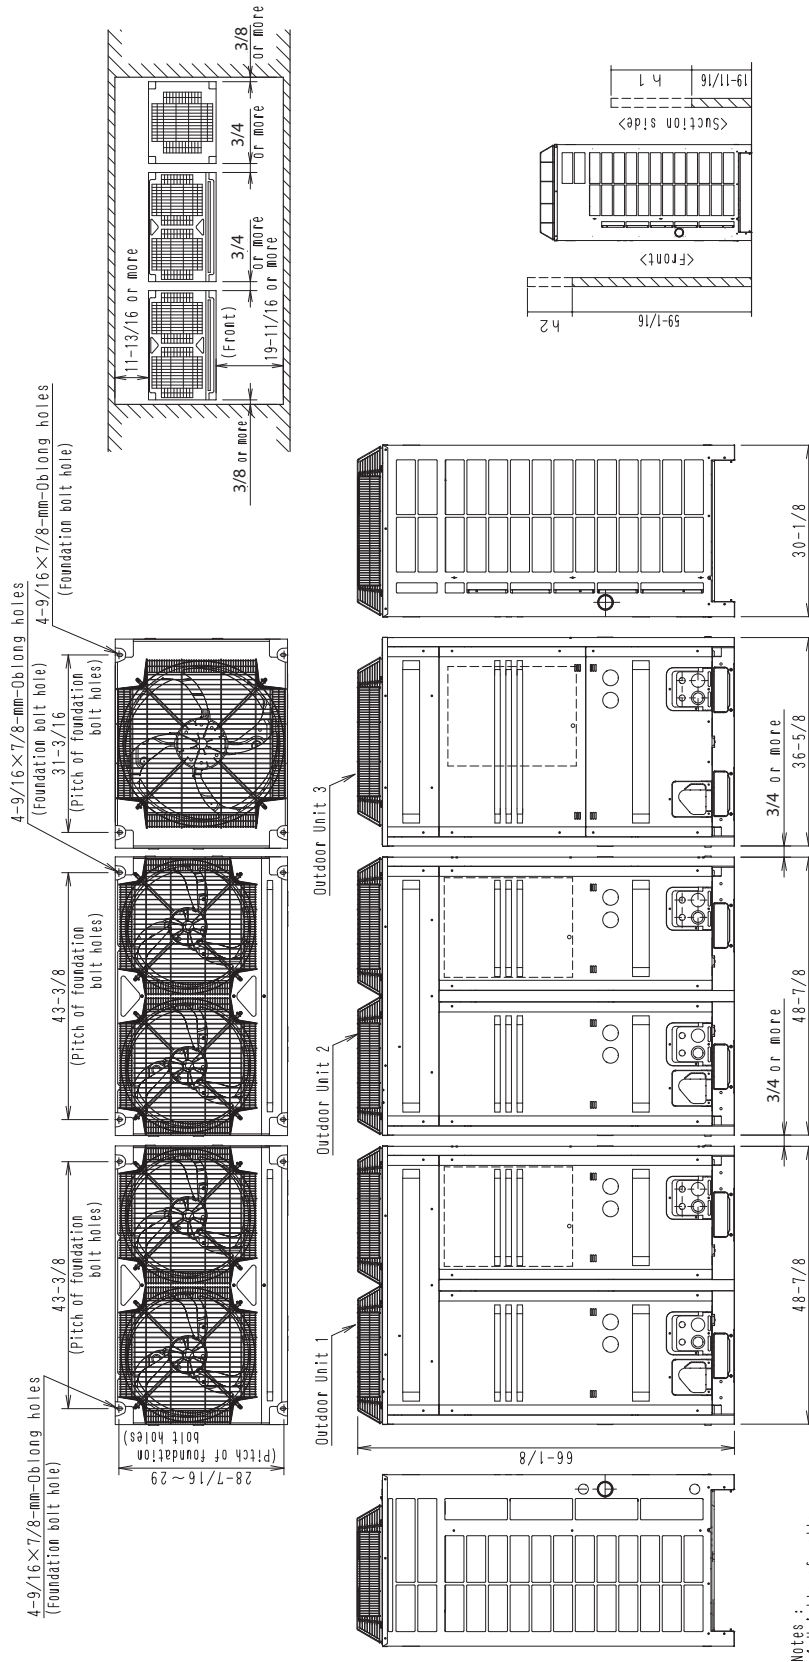 4-9/16×7/8-mm-Oblong holes
(Foundation bolt hole)
4-9/16×7/8-mm-Oblong holes
(Foundation bolt hole)
4-9/16×7/8-mm-Oblong holes
(Foundation bolt hole)
43-3/8
(Pitch of foundation
bolt holes)
43-3/8
(Pitch of foundation
bolt holes)
31-3/16
(Pitch of foundation
bolt holes)
28-7/16~29
(Pitch of foundation
bolt holes)
11-13/16 or more
(Front)
19-11/16 or more
3/8 or more
3/4
or more
3/4
or more
3/8
or more
Outdoor Unit 1
Outdoor Unit 2
Outdoor Unit 3
66-1/8
48-7/8
3/4 or more
48-7/8
3/4 or more
36-5/8
30-1/8
h2
59-1/16
<Front>
<Suction side>
h1
19-11/16
Notes :